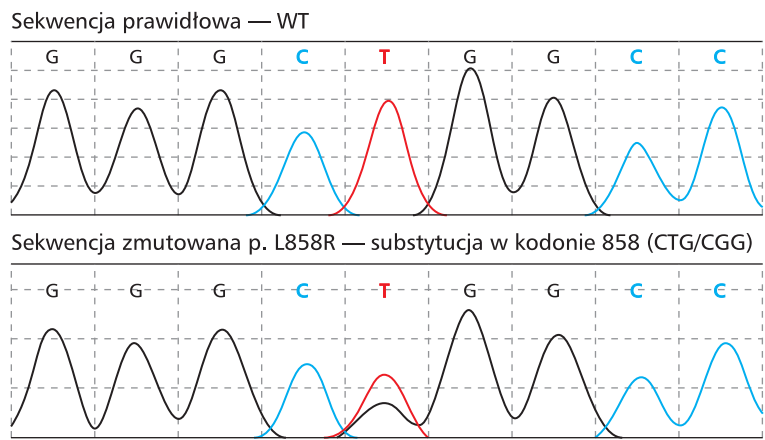 Sekwencja prawidłowa — WT
G G G C T G G C C
Sekwencja zmutowana p. L858R — substytucja w kodonie 858 (CTG/CGG)
G G G C T G G C C